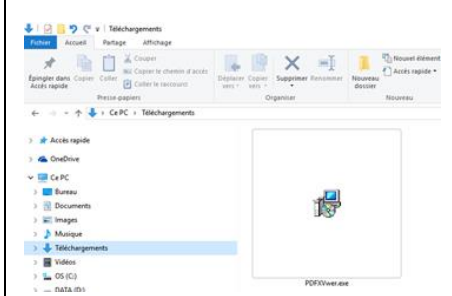 Téléchargements
Fichier Accueil Partage Affichage
Épingler dans Accès rapide
Copier
Coller
Couper
Copier le chemin d'accès
Coller le raccourci
Presse-papiers
Déplacer vers
Copier vers
Supprimer
Renommer
Organiser
Nouveau dossier
Nouvel élément
Accès rapide
Nouveau
Ce PC › Téléchargements
Accès rapide
OneDrive
Ce PC
Bureau
Documents
Images
Musique
Téléchargements
Vidéos
OS (C:)
DATA (D:)
PDFXVwer.exe